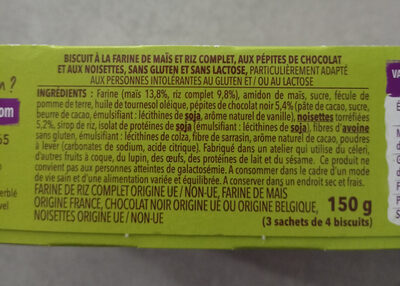 BISCUIT À LA FARINE DE MAÏS ET RIZ COMPLET, AUX PÉPITES DE CHOCOLAT
ET AUX NOISETTES, SANS GLUTEN ET SANS LACTOSE, PARTICULIÈREMENT ADAPTÉ
AUX PERSONNES INTOLÉRANTES AU GLUTEN ET / OU AU LACTOSE
INGRÉDIENTS : Farine (maïs 13,8%, riz complet 9,8%), amidon de maïs, sucre, fécule de
pomme de terre, huile de tournesol oléique, pépites de chocolat noir 5,4% (pâte de cacao, sucre,
beurre de cacao, émulsifiant : lécithines de soja, arôme naturel de vanille), noisettes torréfiées
5,2%, sirop de riz, isolat de protéines de soja (émulsifiant : lécithines de soja), fibres d'avoine
sans gluten, émulsifiant : lécithines de colza, fibre de sarrasin, arôme naturel de cacao, poudres
à lever (carbonates de sodium, acide citrique). Fabriqué dans un atelier qui utilise du céleri,
d'autres fruits à coque, du lupin, des œufs, des protéines de lait et du sésame. Ce produit ne
convient pas aux personnes atteintes de galactosémie. A consommer dans le cadre d'un mode
de vie sain et d'une alimentation variée et équilibrée. A conserver dans un endroit sec et frais.
FARINE DE RIZ COMPLET ORIGINE UE / NON-UE, FARINE DE MAÏS
ORIGINE FRANCE, CHOCOLAT NOIR ORIGINE UE OU ORIGINE BELGIQUE,
NOISETTES ORIGINE UE / NON-UE
150 g
(3 sachets de 4 biscuits)
?
om
65
erblé
vel
VA